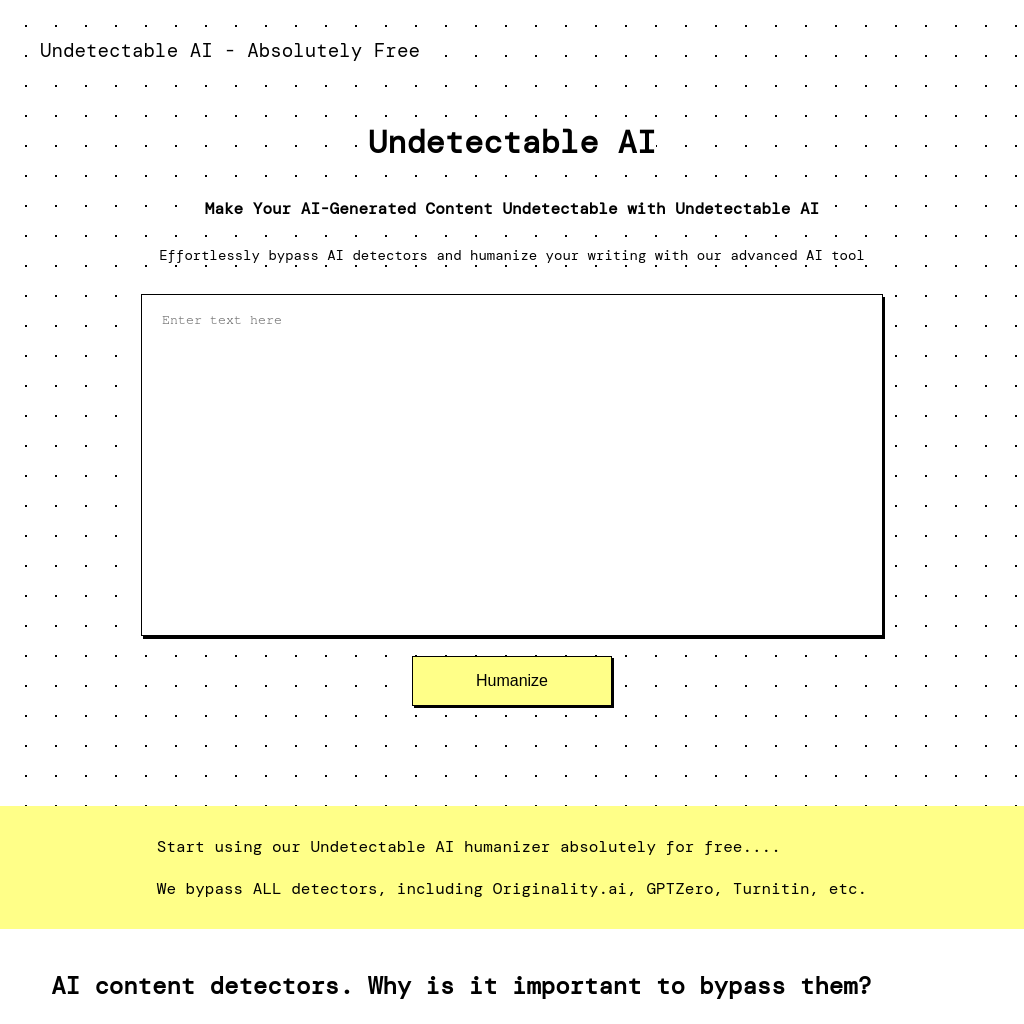 Undetectable AI - Absolutely Free
Undetectable AI
Make Your AI-Generated Content Undetectable with Undetectable AI
Effortlessly bypass AI detectors and humanize your writing with our advanced AI tool
Enter text here
Humanize
Start using our Undetectable AI humanizer absolutely for free....
We bypass ALL detectors, including Originality.ai, GPTZero, Turnitin, etc.
AI content detectors. Why is it important to bypass them?